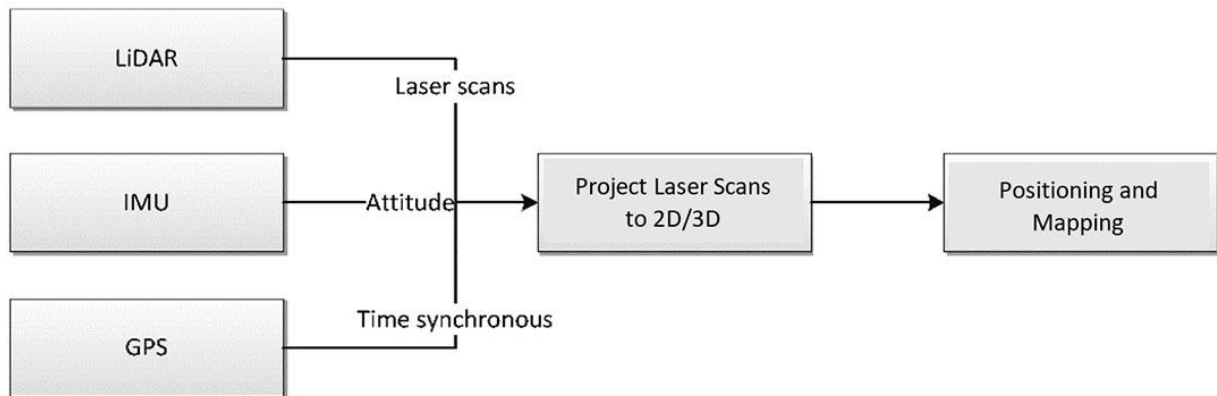 LiDAR
Laser scans
IMU
Attitude
Project Laser Scans
to 2D/3D
Positioning and
Mapping
Time synchronous
GPS